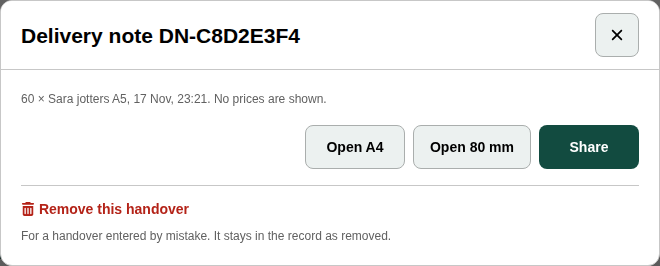 Delivery note DN-C8D2E3F4
60 × Sara jotters A5, 17 Nov, 23:21. No prices are shown.
Open A4 Open 80 mm Share
Remove this handover
For a handover entered by mistake. It stays in the record as removed.